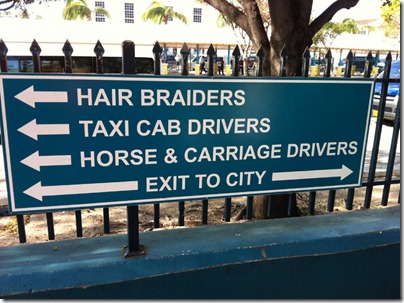 HAIR BRAIDERS
TAXI CAB DRIVERS
HORSE & CARRIAGE DRIVERS
EXIT TO CITY